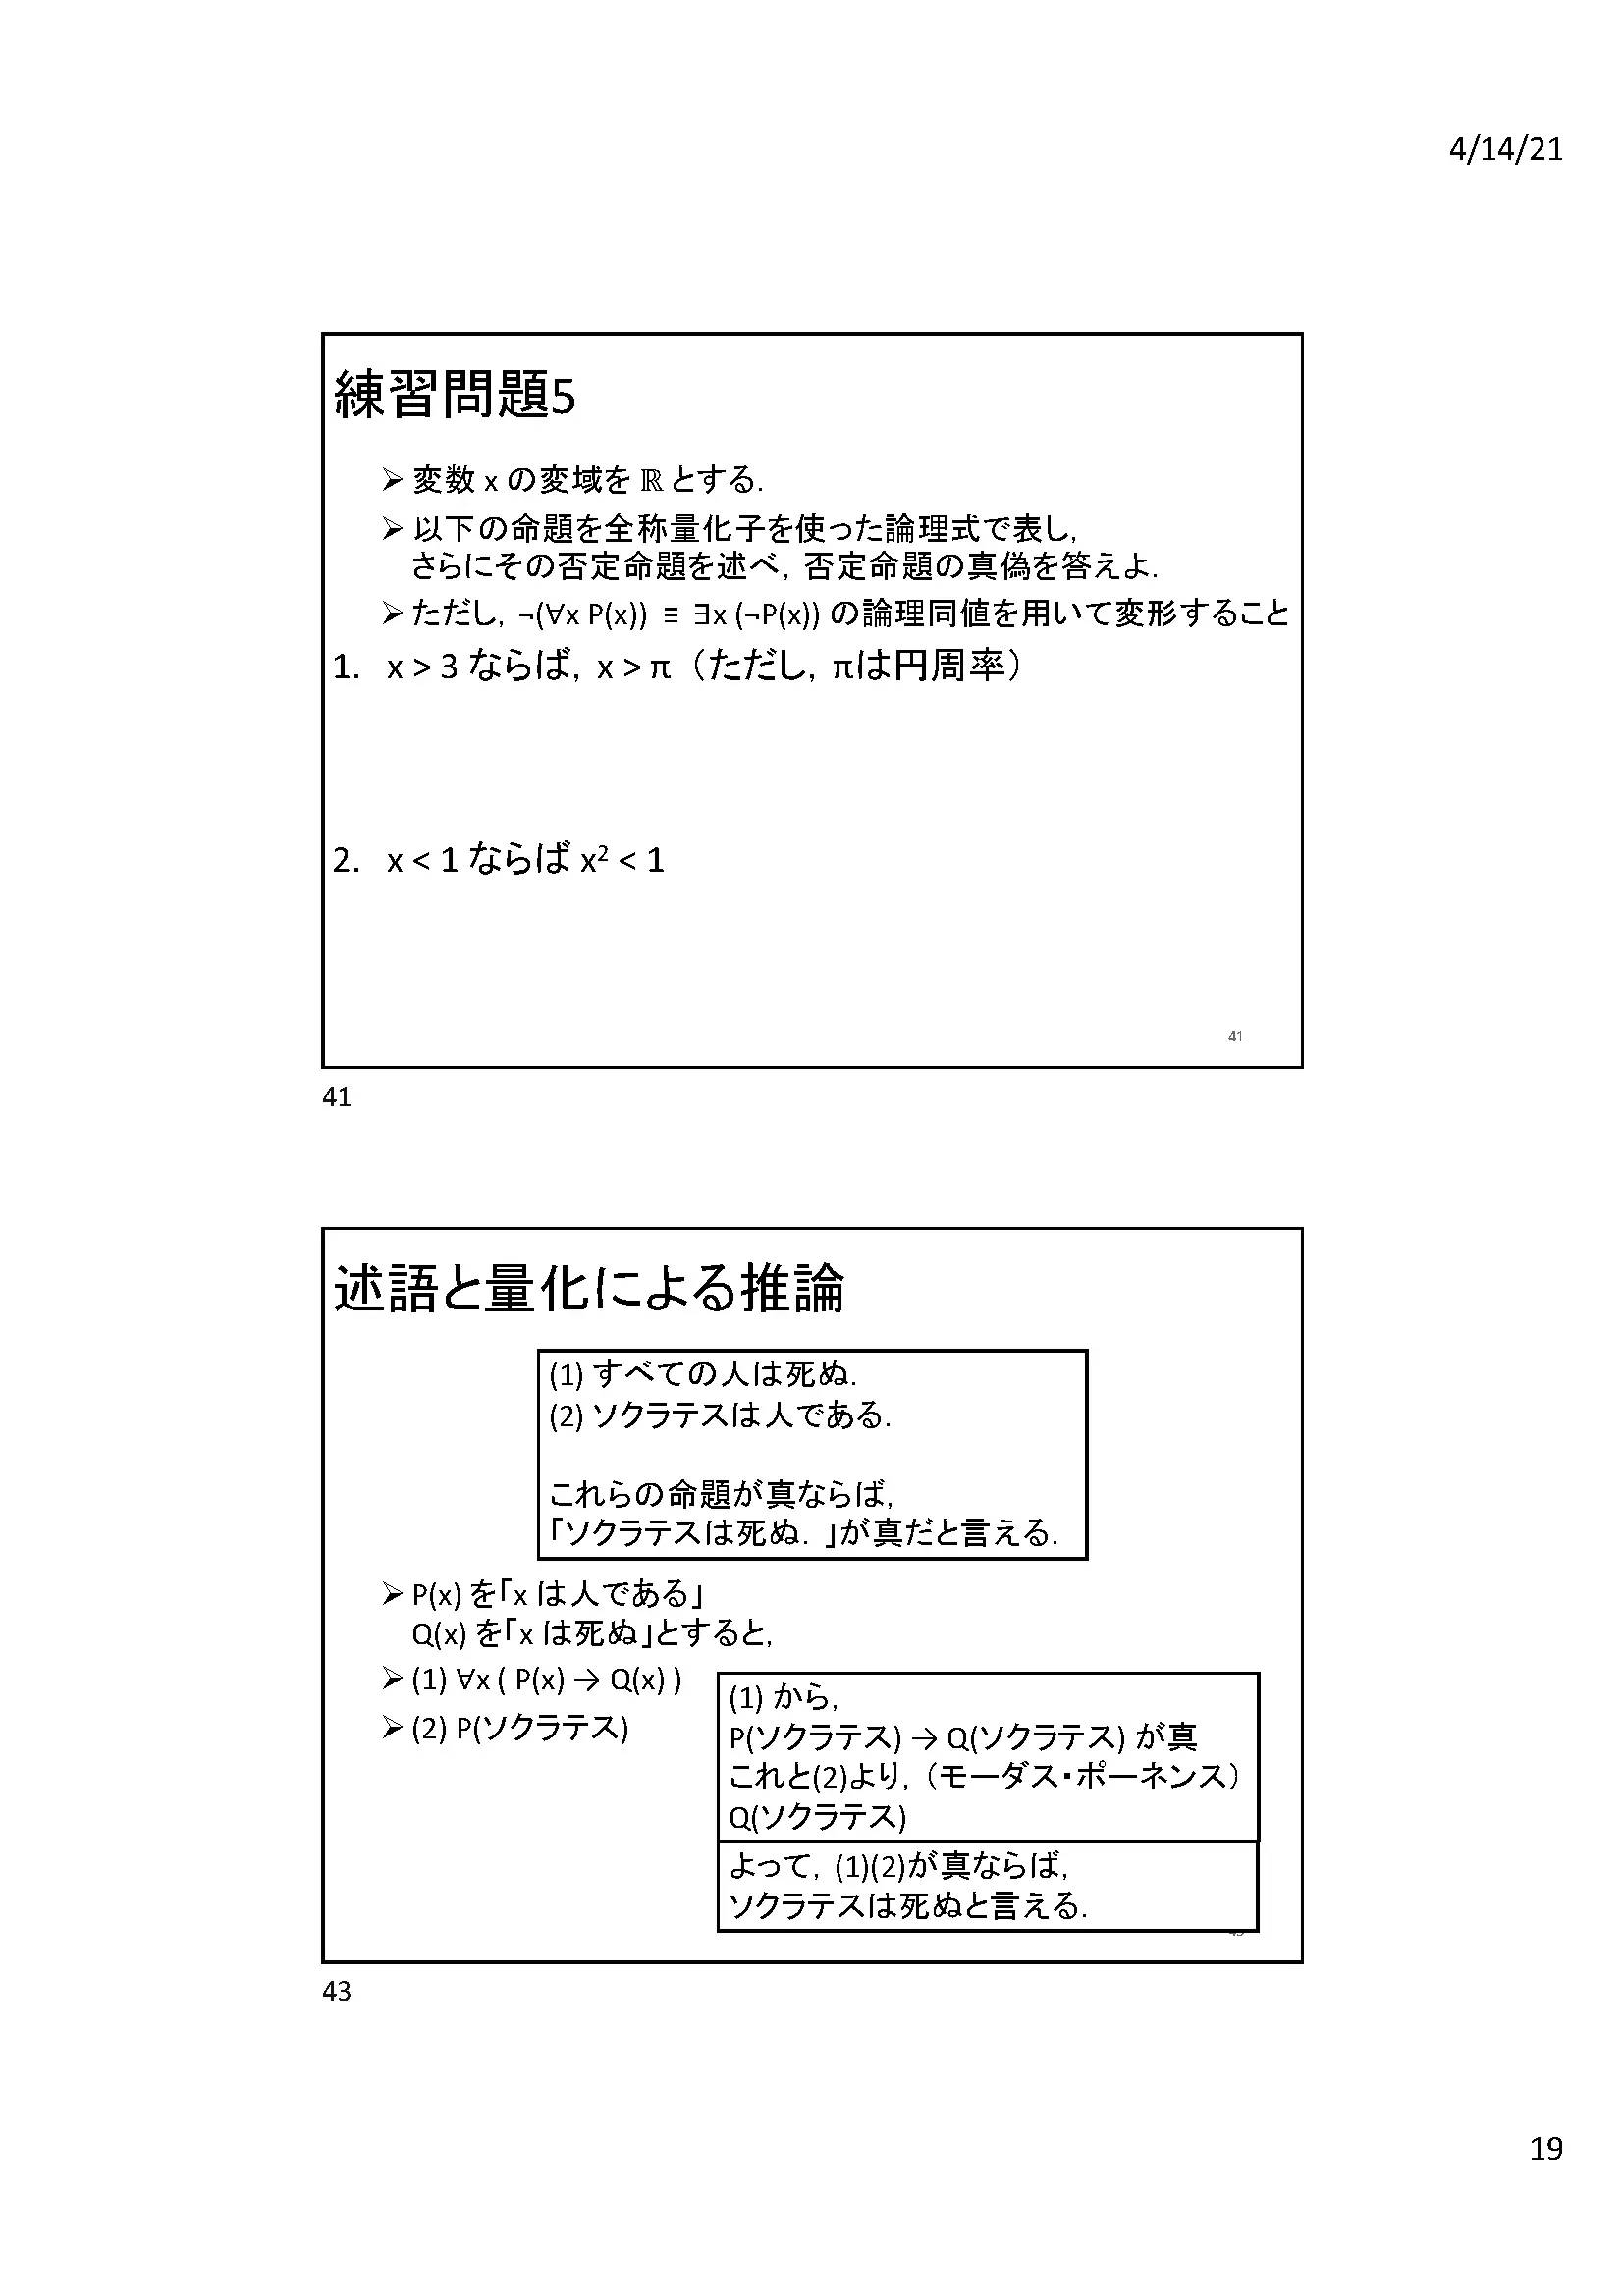 4/14/21
練習問題5
➢ 変数 x の変域を ℝ とする.
➢ 以下の命題を全称量化子を使った論理式で表し,
さらにその否定命題を述べ, 否定命題の真偽を答えよ.
➢ ただし, ¬(∀x P(x)) ≡ ∃x (¬P(x)) の論理同値を用いて変形すること
1. x > 3 ならば, x > π （ただし, πは円周率）
2. x < 1 ならば x² < 1
41
41
述語と量化による推論
(1) すべての人は死ぬ.
(2) ソクラテスは人である.
これらの命題が真ならば,
「ソクラテスは死ぬ. 」が真だと言える.
➢ P(x) を「x は人である」
Q(x) を「x は死ぬ」とすると,
➢ (1) ∀x ( P(x) → Q(x) )
➢ (2) P(ソクラテス)
(1) から,
P(ソクラテス) → Q(ソクラテス) が真
これと(2)より, （モーダス・ポーネンス）
Q(ソクラテス)
よって, (1)(2)が真ならば,
ソクラテスは死ぬと言える.
43
19